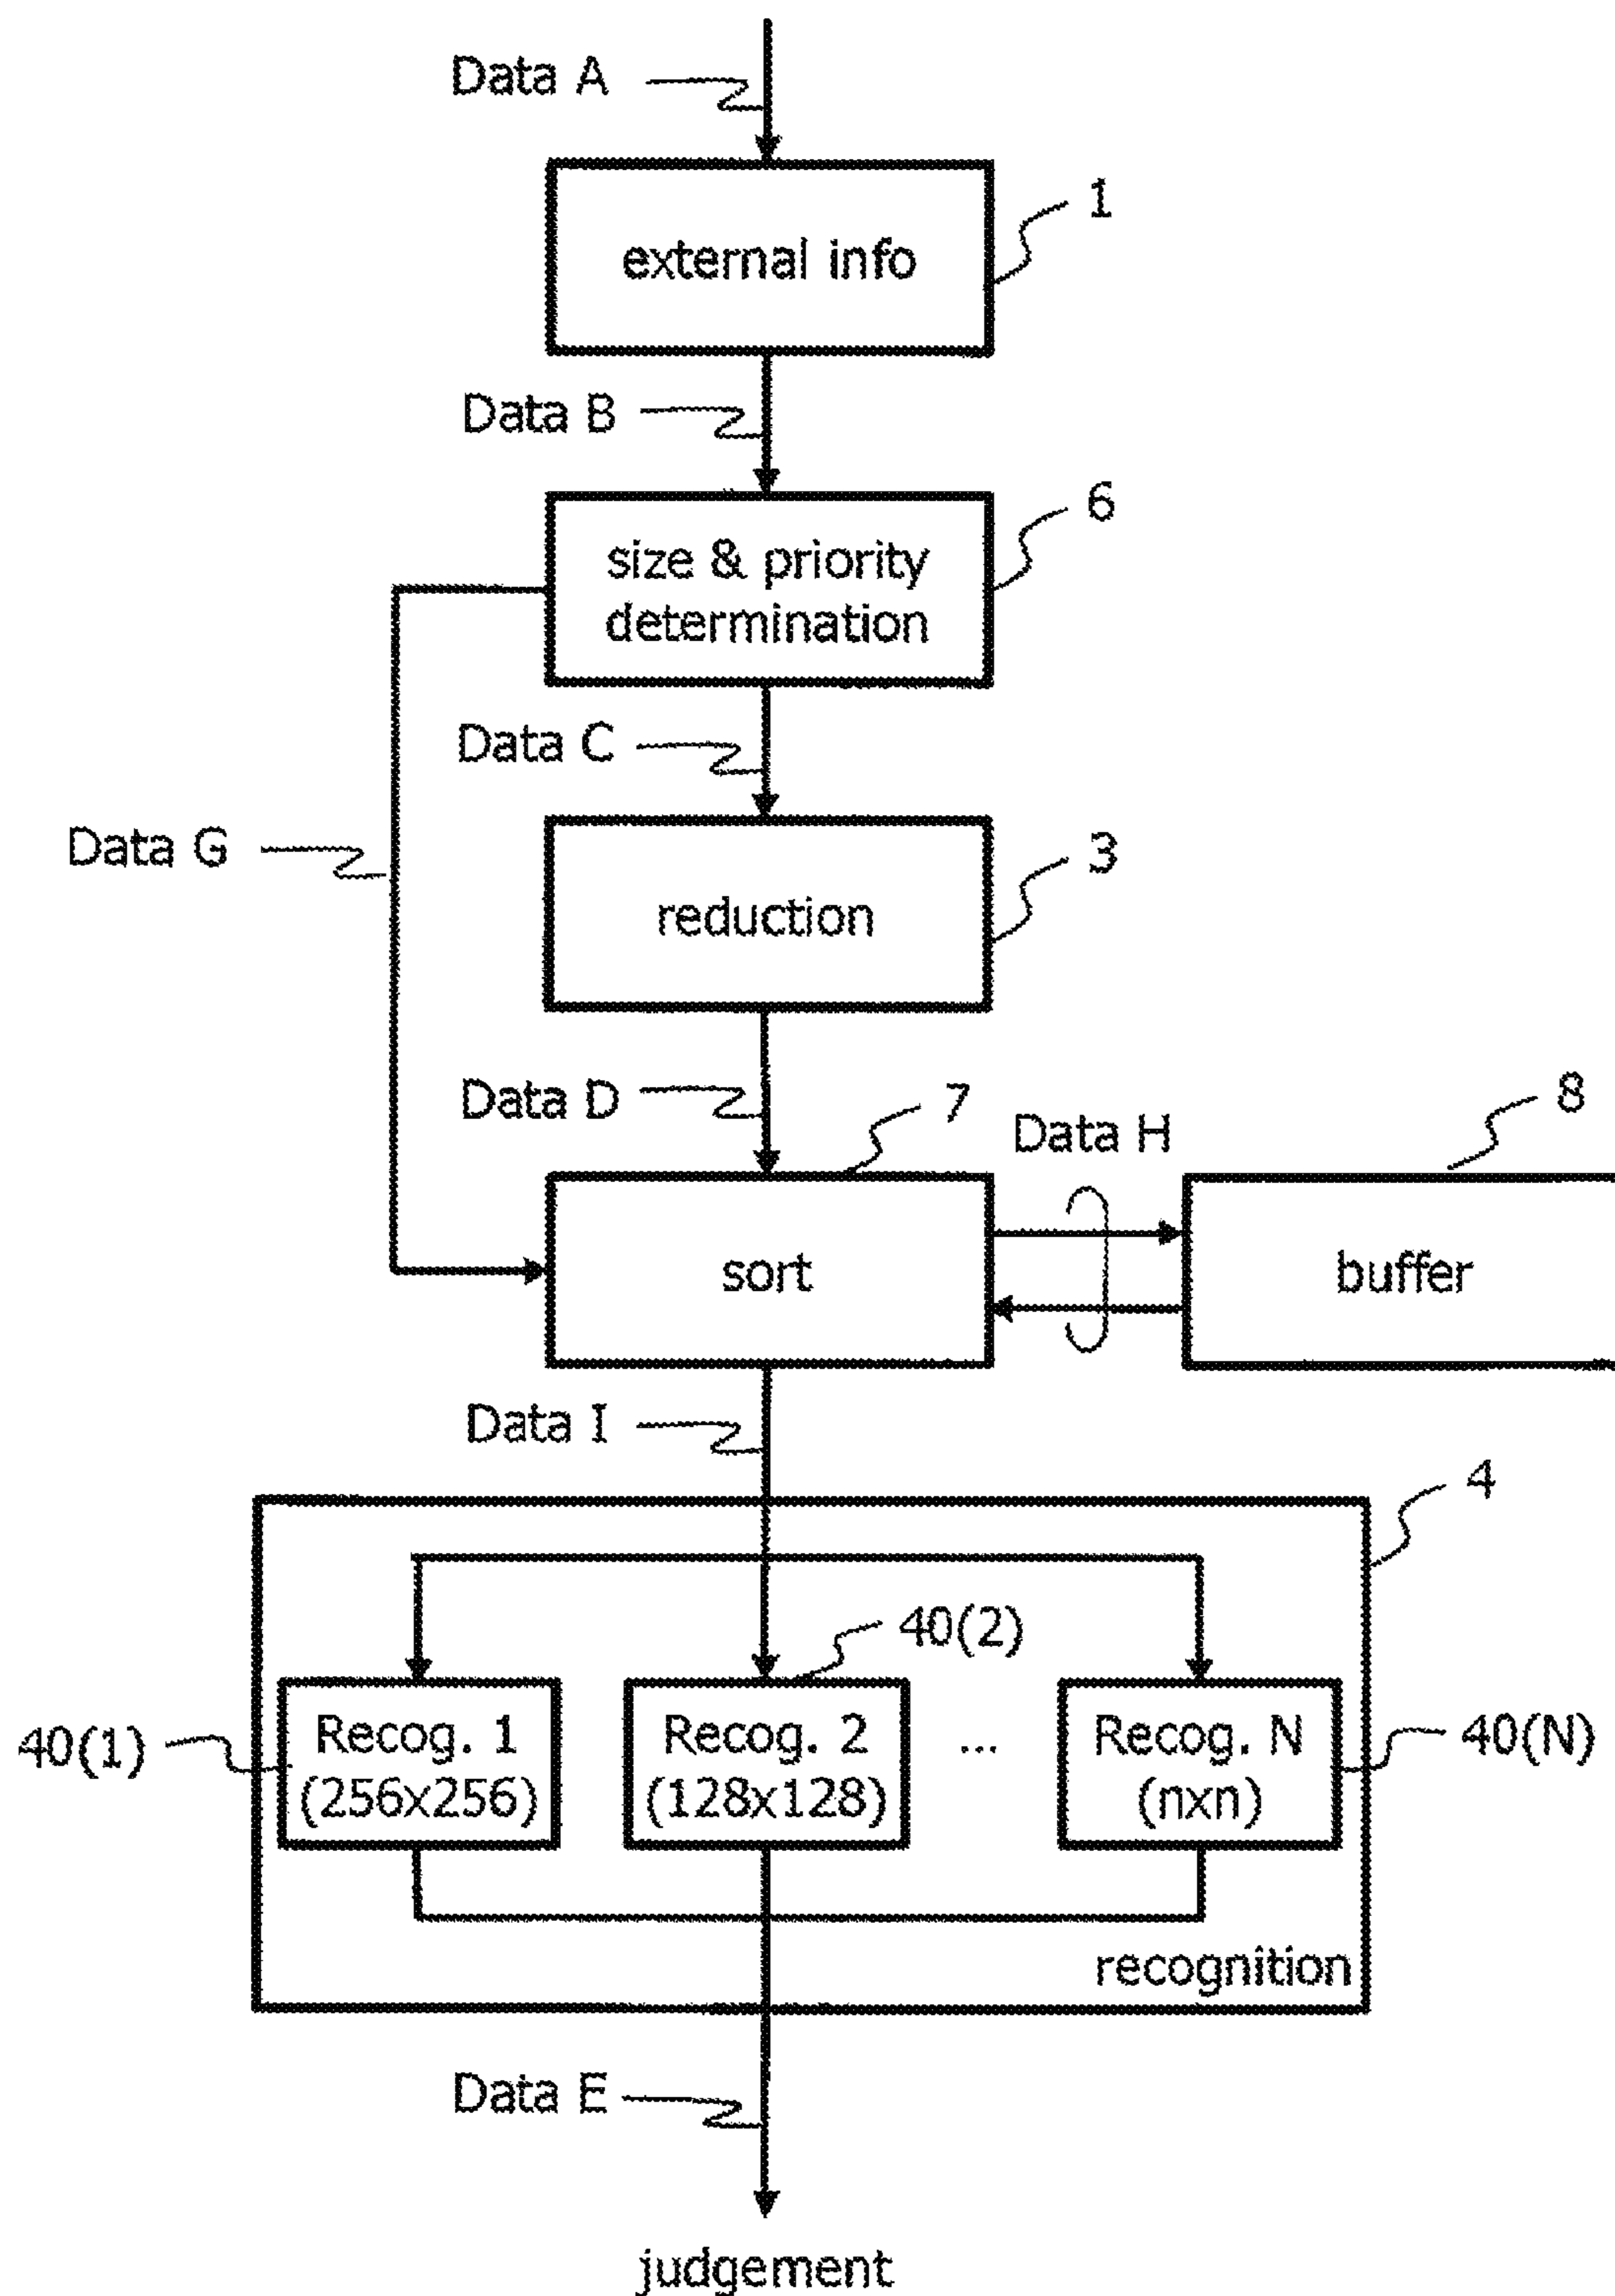 Data A
1
external info
Data B
6
size & priority
determination
Data C
Data G
3
reduction
Data D
7
Data H
8
sort
buffer
Data I
4
40(2)
40(1)
Recog. 1
(256x256)
Recog. 2
(128x128)
...
Recog. N
(nxn)
40(N)
recognition
Data E
judgement